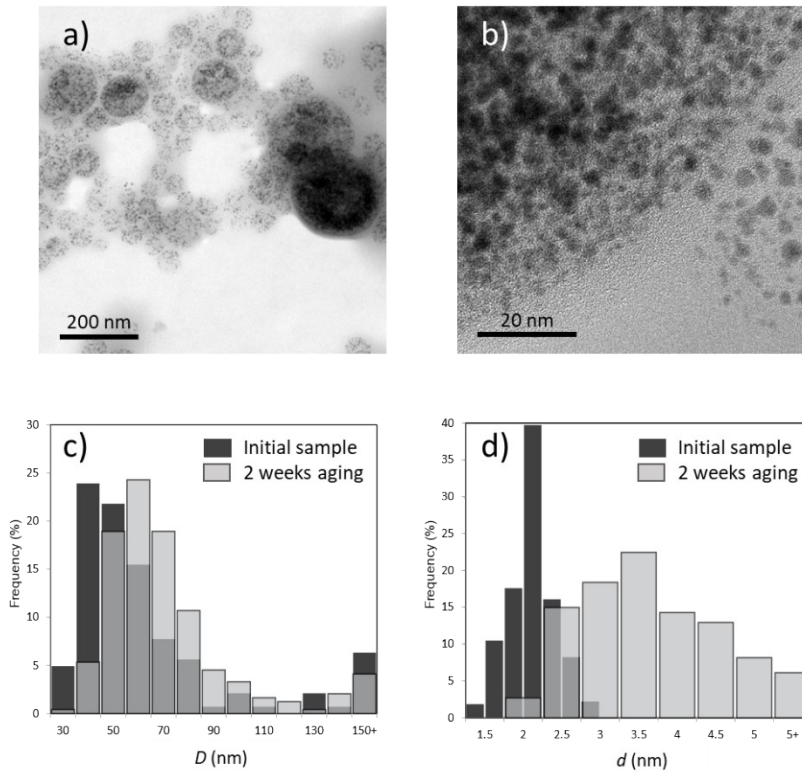 a)
200 nm
b)
20 nm
c)
Initial sample
2 weeks aging
Frequency (%)
30
25
20
15
10
5
0
30 50 70 90 110 130 150+
D (nm)
d)
Initial sample
2 weeks aging
Frequency (%)
40
35
30
25
20
15
10
5
0
1.5 2 2.5 3 3.5 4 4.5 5 5+
d (nm)